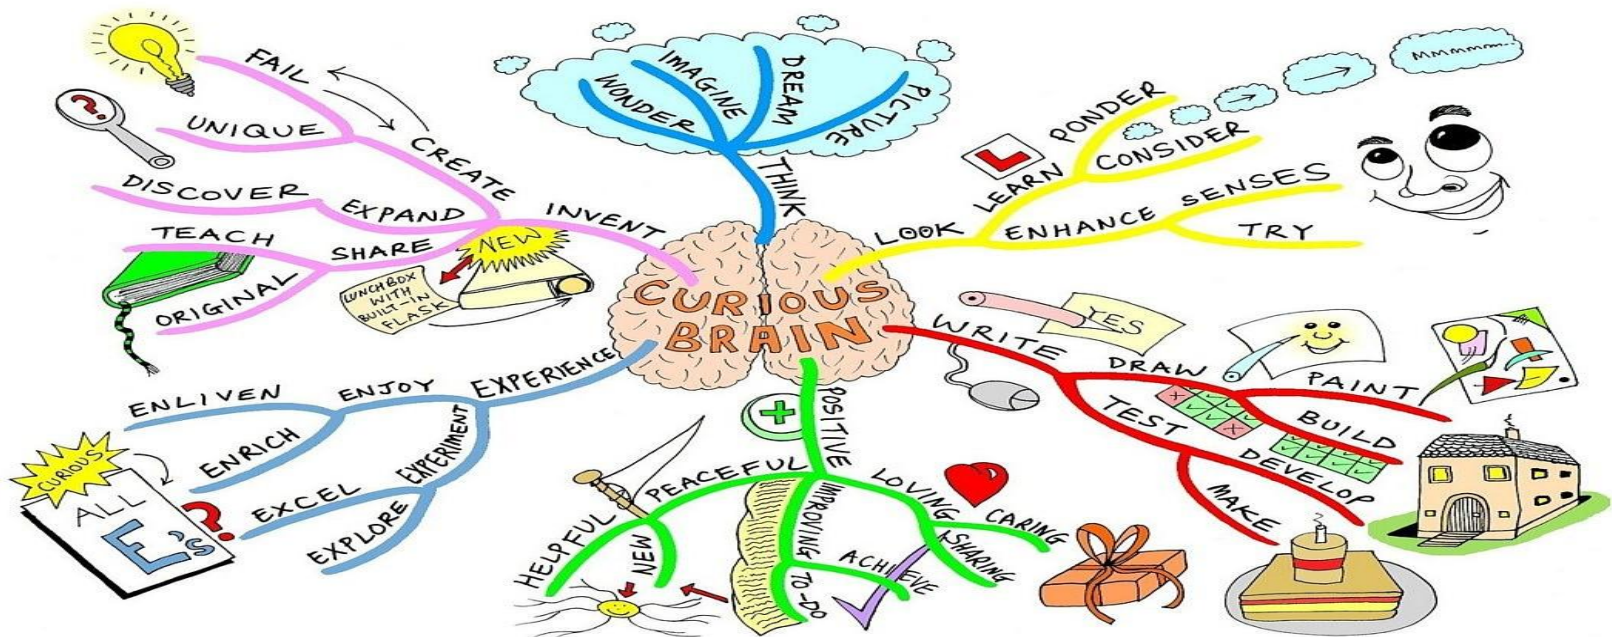 CURIOUS
BRAIN
THINK
WONDER
IMAGINE
DREAM
PICTURE
LOOK
LEARN
PONDER
CONSIDER
Mmmmmm..
ENHANCE
SENSES
TRY
L
WRITE
YES
DRAW
PAINT
BUILD
TEST
DEVELOP
MAKE
POSITIVE
LOVING
CARING
SHARING
IMPROVING
ACHIEVE
TO-DO
PEACEFUL
HELPFUL
MEN
EXPERIENCE
ENJOY
ENLIVEN
ENRICH
EXPERIMENT
EXCEL
EXPLORE
CURIOUS
ALL
E's
?
INVENT
CREATE
FAIL
UNIQUE
?
EXPAND
DISCOVER
SHARE
TEACH
ORIGINAL
NEW
LUNCHBOX
WITH
BUILT-IN
FLASK